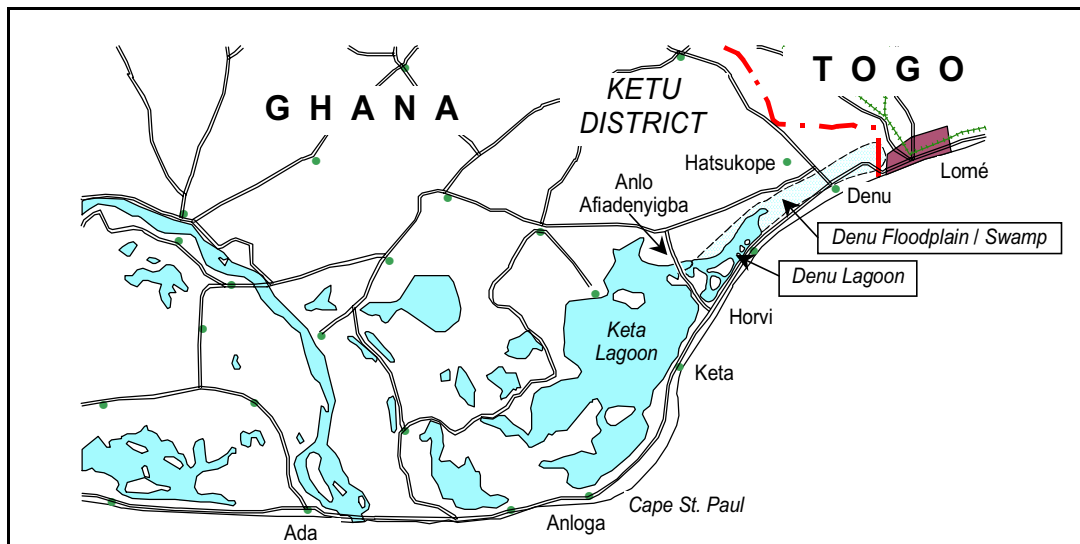 T O G O
G H A N A
KETU
DISTRICT
Hatsukope
Lomé
Anlo
Afiadenyigba
Denu
Denu Floodplain / Swamp
Denu Lagoon
Horvi
Keta
Lagoon
Keta
Cape St. Paul
Anloga
Ada